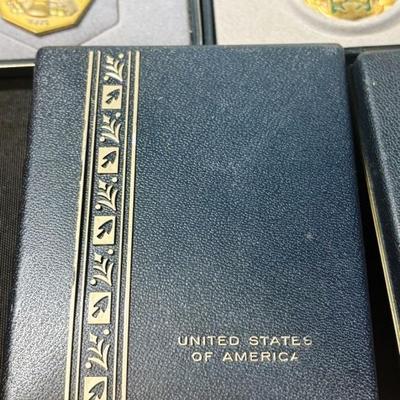 UNITED STATES
OF AMERICA